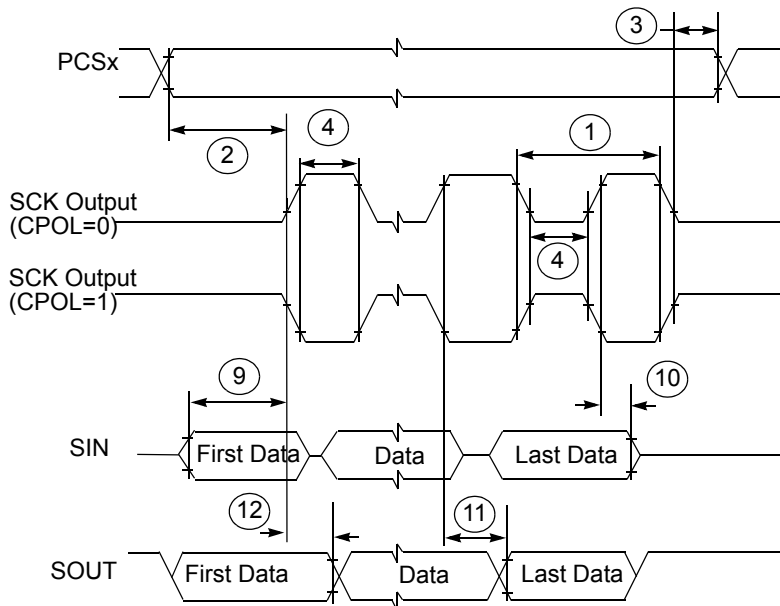 3
PCSx
2
4
1
SCK Output
(CPOL=0)
4
SCK Output
(CPOL=1)
9
10
SIN
First Data
Data
Last Data
12
11
SOUT
First Data
Data
Last Data